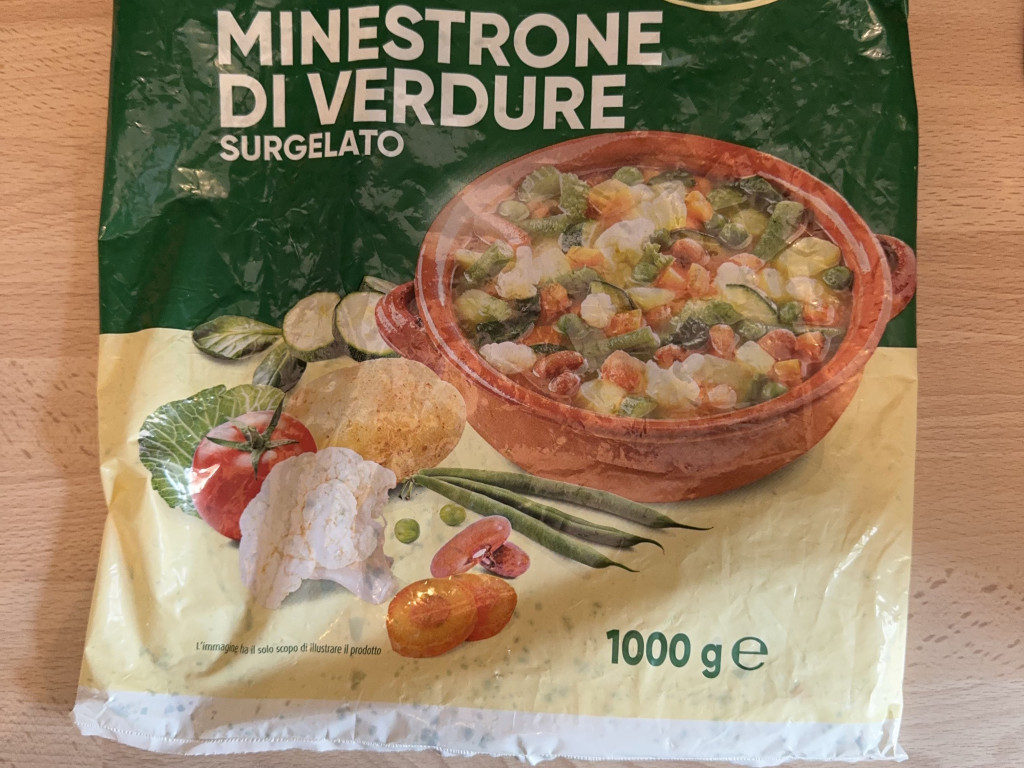 MINESTRONE
DI VERDURE
SURGELATO
L'immagine ha il solo scopo di illustrare il prodotto
1000 g ℮